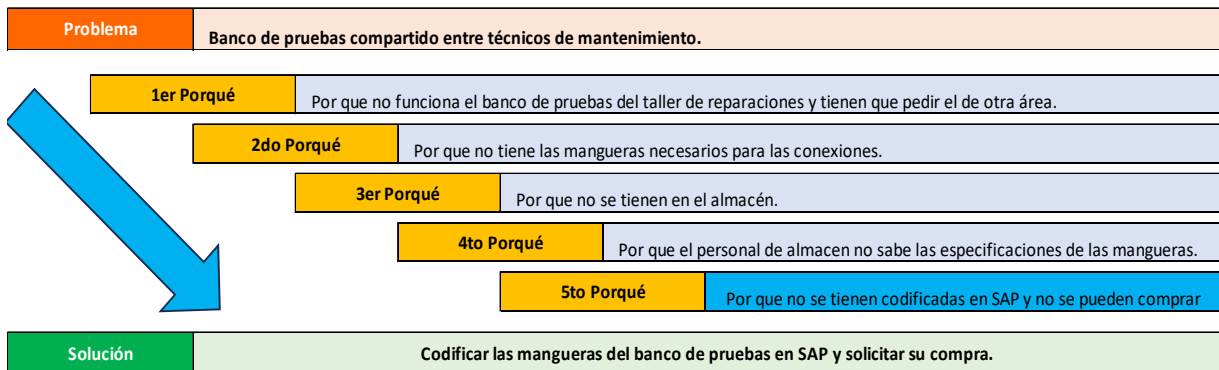 Problema
Banco de pruebas compartido entre técnicos de mantenimiento.
1er Porqué
Por que no funciona el banco de pruebas del taller de reparaciones y tienen que pedir el de otra área.
2do Porqué
Por que no tiene las mangueras necesarios para las conexiones.
3er Porqué
Por que no se tienen en el almacén.
4to Porqué
Por que el personal de almacen no sabe las especificaciones de las mangueras.
5to Porqué
Por que no se tienen codificadas en SAP y no se pueden comprar
Solución
Codificar las mangueras del banco de pruebas en SAP y solicitar su compra.